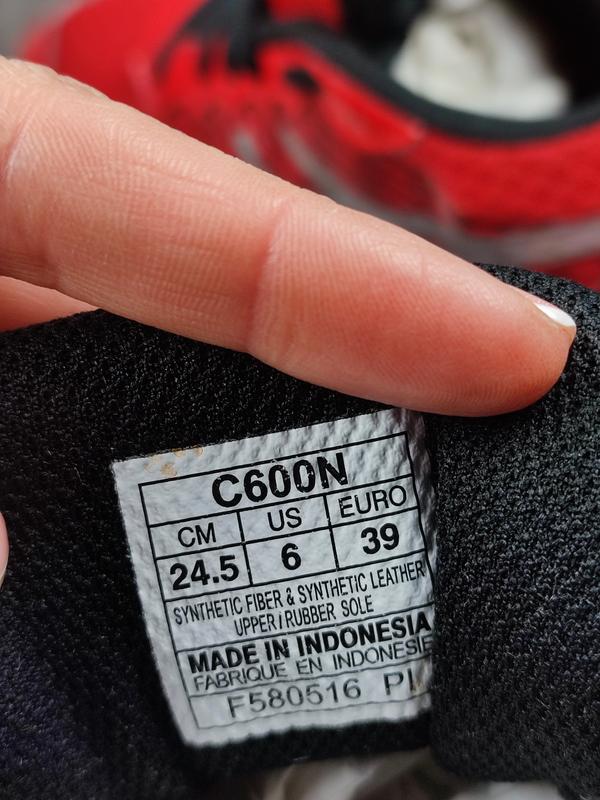 C600N
CM US EURO
24.5 6 39
SYNTHETIC FIBER & SYNTHETIC LEATHER
UPPER / RUBBER SOLE
MADE IN INDONESIA
FABRIQUE EN INDONESIE
F580516